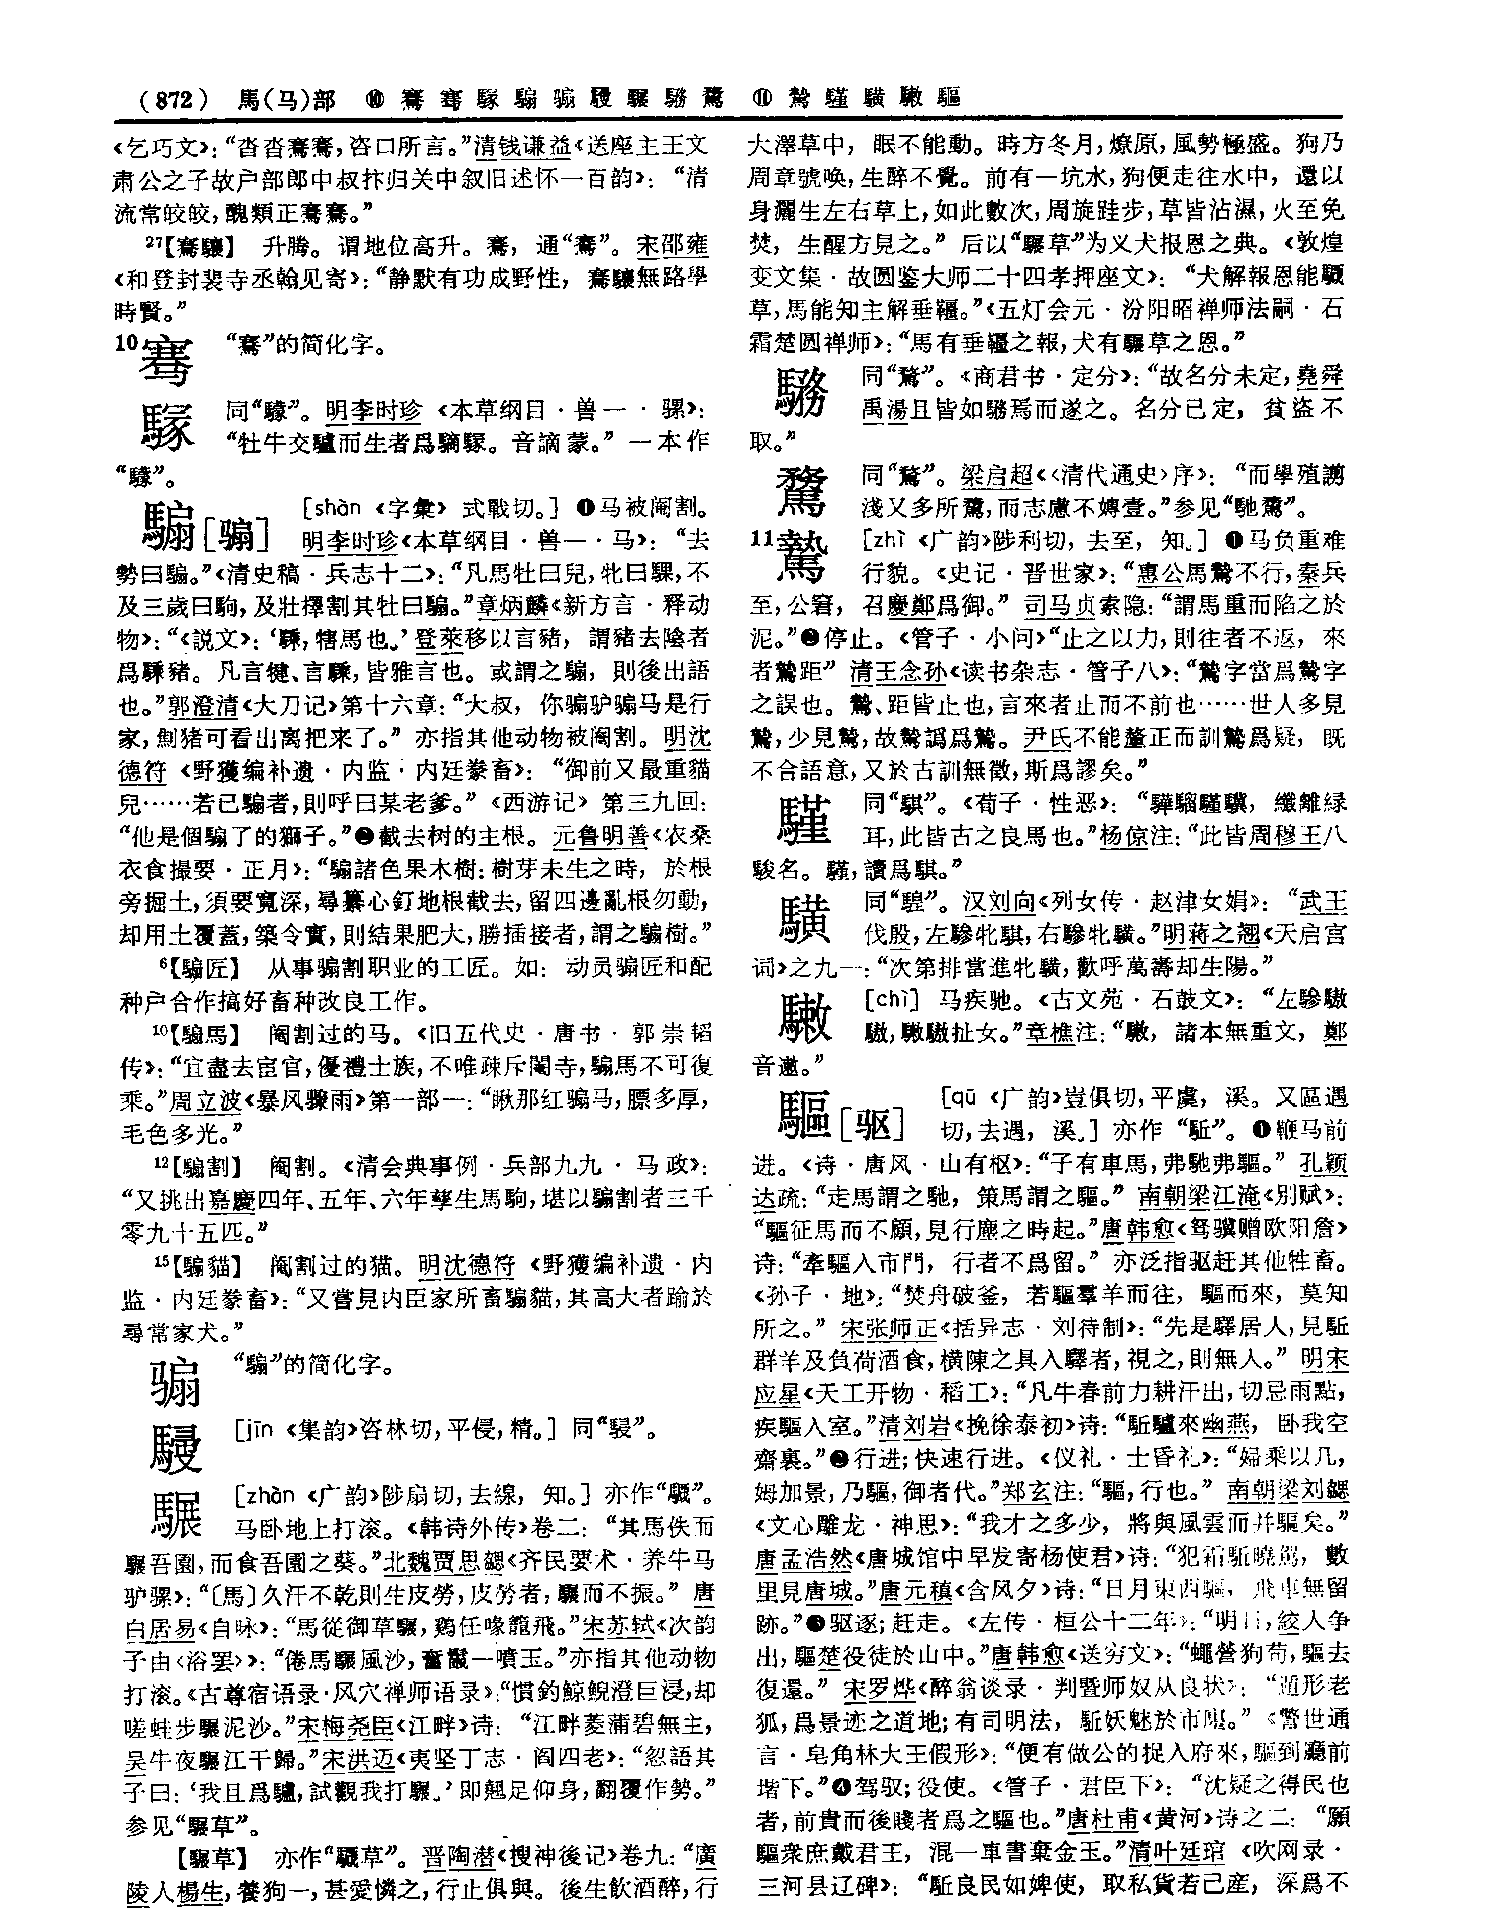 (872) 馬(马)部 ⑩ 騫 骞 騬 騸 骟 駸 騴 騖 鶩 ⑪ 騺 騹 驖 驐 驅
《乞巧文》：“沓沓騫騫，咨口所言。”清钱谦益《送座主王文
肃公之子故户部郎中叔抃归关中叙旧述怀一百韵》：“清
流常皎皎，醜類正騫騫。”
27【騫驤】 升腾。谓地位高升。騫，通“鶱”。宋邵雍
《和登封裴寺丞翰见寄》：“静默有功成野性，騫驤無路學
時賢。”
10骞 “騫”的简化字。
同“驝”。明李时珍《本草纲目·兽一·骡》：
“牡牛交驢而生者爲騊䮫。音謫蒙。”一本作
騸[骟] [shàn 《字彙》 式戰切。] ❶马被阉割。
明李时珍《本草纲目·兽一·马》：“去
勢曰騸。”《清史稿·兵志十二》：“凡馬牡曰兒，牝曰騍，不
及三歲曰駒，及壯擇割其牡曰騸。”章炳麟《新方言·释动
物》：“《説文》：‘騬，犗馬也。’登萊移以言豬，謂豬去陰者
爲騬豬。凡言犍、言騬，皆雅言也。或謂之騸，則後出語
也。”郭澄清《大刀记》第十六章：“大叔，你骟驴骟马是行
家，劁猪可看出离把来了。”亦指其他动物被阉割。明沈
德符《野獲编补遗·内监·内廷豢畜》：“御前又最重貓
兒……若已騸者，則呼曰某老爹。”《西游记》第三九回：
“他是個騸了的獅子。”❷截去树的主根。元鲁明善《农桑
衣食撮要·正月》：“騸諸色果木樹：樹芽未生之時，於根
旁掘土，須要寬深，尋纂心釘地根截去，留四邊亂根勿動，
却用土覆蓋，築令實，則結果肥大，勝插接者，謂之騸樹。”
6【騸匠】 从事骟割职业的工匠。如：动员骟匠和配
种户合作搞好畜种改良工作。
10【騸馬】 阉割过的马。《旧五代史·唐书·郭崇韬
传》：“宜盡去宦官，優禮士族，不唯疎斥閹寺，騸馬不可復
乘。”周立波《暴风骤雨》第一部一：“瞅那红骟马，膘多厚，
毛色多光。”
12【騸割】 阉割。《清会典事例·兵部九九·马政》：
“又挑出嘉慶四年、五年、六年孳生馬駒，堪以騸割者三千
零九十五匹。”
15【騸貓】 阉割过的猫。明沈德符《野獲编补遗·内
监·内廷豢畜》：“又嘗見内臣家所畜騸貓，其高大者踰於
尋常家犬。”
骟 “騸”的简化字。
[jīn 《集韵》咨林切，平侵，精。] 同“駸”。
[zhàn 《广韵》陟扇切，去線，知。] 亦作“驏”。
马卧地上打滚。《韩诗外传》卷二：“其馬佚而
䮐吾園，而食吾園之葵。”北魏贾思勰《齐民要术·养牛马
驴骡》：“〔馬〕久汗不乾則生皮勞，皮勞者，䮐而不振。”唐
白居易《自咏》：“馬從御草䮐，鷄任啄籠飛。”宋苏轼《次韵
子由〈浴罢〉》：“倦馬䮐風沙，奮鬣一噴玉。”亦指其他动物
打滚。《古尊宿语录·风穴禅师语录》：“慣釣鯨鯢澄巨浸，却
嗟蛙步䮐泥沙。”宋梅尧臣《江畔》诗：“江畔菱蒲碧無主，
吴牛夜䮐江干歸。”宋洪迈《夷坚丁志·阎四老》：“忽語其
子曰：‘我且爲驢，試觀我打䮐。’即翹足仰身，翻覆作勢。”
参见“䮐草”。
【䮐草】 亦作“驏草”。晋陶潜《搜神後记》卷九：“廣
陵人楊生，養狗一，甚愛憐之，行止俱與。後生飲酒醉，行
大澤草中，眠不能動。時方冬月，燎原，風勢極盛。狗乃
周章號喚，生醉不覺。前有一坑水，狗便走往水中，還以
身灑生左右草上，如此數次，周旋跬步，草皆沾濕，火至免
焚，生醒方見之。”后以“䮐草”为义犬报恩之典。《敦煌
变文集·故圆鉴大师二十四孝押座文》：“犬解報恩能驏
草，馬能知主解垂韁。”《五灯会元·汾阳昭禅师法嗣·石
霜楚圆禅师》：“馬有垂韁之報，犬有䮐草之恩。”
同“騖”。《商君书·定分》：“故名分未定，堯舜
禹湯且皆如騖焉而遂之。名分已定，貧盜不
取。”
同“騖”。梁启超《〈清代通史〉序》：“而學殖謭
淺又多所騖，而志慮不嫥壹。”参见“馳騖”。
11騺 [zhì 《广韵》陟利切，去至，知。] ❶马负重难
行貌。《史记·晋世家》：“惠公馬騺不行，秦兵
至，公窘，召慶鄭爲御。”司马贞索隐：“謂馬重而陷之於
泥。”❷停止。《管子·小问》“止之以力，則往者不返，來
者騺距”清王念孙《读书杂志·管子八》：“鷙字當爲騺字
之誤也。騺、距皆止也，言來者止而不前也……世人多見
鷙，少見騺，故騺譌爲鷙。尹氏不能釐正而訓鷙爲疑，既
不合語意，又於古訓無徵，斯爲謬矣。”
同“騏”。《荀子·性恶》：“驊騮騹驥，纖離緑
耳，此皆古之良馬也。”杨倞注：“此皆周穆王八
駿名。騹，讀爲騏。”
同“騜”。汉刘向《列女传·赵津女娟》：“武王
伐殷，左驂牝騏，右驂牝䮲。”明蒋之翘《天启宫
词》之九一：“次第排當進牝䮲，歡呼萬壽却生陽。”
[chì] 马疾驰。《古文苑·石鼓文》：“左驂
章樵注：“諸本無重文，鄭
音遬。”
驅[驱] [qū 《广韵》豈俱切，平虞，溪。又區遇
切，去遇，溪。] 亦作“駈”。❶鞭马前
进。《诗·唐风·山有枢》：“子有車馬，弗馳弗驅。”孔颖
达疏：“走馬謂之馳，策馬謂之驅。”南朝梁江淹《别赋》：
“驅征馬而不顧，見行塵之時起。”唐韩愈《驽骥赠欧阳詹》
诗：“牽驅入市門，行者不爲留。”亦泛指驱赶其他牲畜。
《孙子·地》：“焚舟破釜，若驅羣羊而往，驅而來，莫知
所之。”宋张师正《括异志·刘待制》：“先是驛居人，見駈
群羊及負荷酒食，横陳之具入驛者，視之，則無人。”明宋
应星《天工开物·稻工》：“凡牛春前力耕汗出，切忌雨點，
疾驅入室。”清刘岩《挽徐泰初》诗：“駈驢來幽燕，卧我空
齋裏。”❷行进；快速行进。《仪礼·士昏礼》：“婦乘以几，
姆加景，乃驅，御者代。”郑玄注：“驅，行也。”南朝梁刘勰
《文心雕龙·神思》：“我才之多少，將與風雲而并驅矣。”
唐孟浩然《唐城馆中早发寄杨使君》诗：“犯霜駈曉駕，數
里見唐城。”唐元稹《含风夕》诗：“日月東西驅，飛車無留
跡。”❸驱逐；赶走。《左传·桓公十二年》：“明日，绞人争
出，驅楚役徒於山中。”唐韩愈《送穷文》：“蠅營狗苟，驅去
復還。”宋罗烨《醉翁谈录·判暨师奴从良状》：“遁形老
狐，爲景迹之道地；有司明法，駈妖魅於市廛。”《警世通
言·皂角林大王假形》：“便有做公的捉入府來，驅到廳前
堦下。”❹驾驭；役使。《管子·君臣下》：“沈疑之得民也
者，前貴而後賤者爲之驅也。”唐杜甫《黄河》诗之二：“願
驅衆庶戴君王，混一車書棄金玉。”清叶廷琯《吹网录·
三河县辽碑》：“駈良民如婢使，取私貨若己産，深爲不